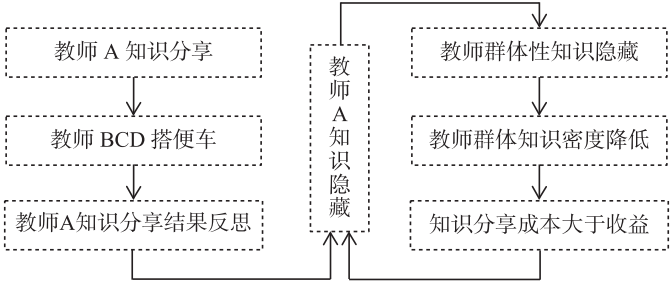 教师 A 知识分享
教师 BCD 搭便车
教师A知识分享结果反思
教师A知识隐藏
教师群体性知识隐藏
教师群体知识密度降低
知识分享成本大于收益